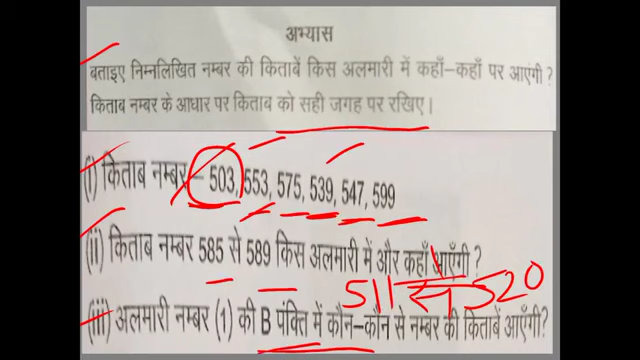 अभ्यास
बताइए निम्नलिखित नम्बर की किताबें किस अलमारी में कहाँ–कहाँ पर आएंगी ?
किताब नम्बर के आधार पर किताब को सही जगह पर रखिए।
(i) किताब नम्बर – 503, 553, 575, 539, 547, 599
(ii) किताब नम्बर 585 से 589 किस अलमारी में और कहाँ आएँगी ?
511 से 520
(iii) अलमारी नम्बर (1) की B पंक्ति में कौन–कौन से नम्बर की किताबें आएँगी?